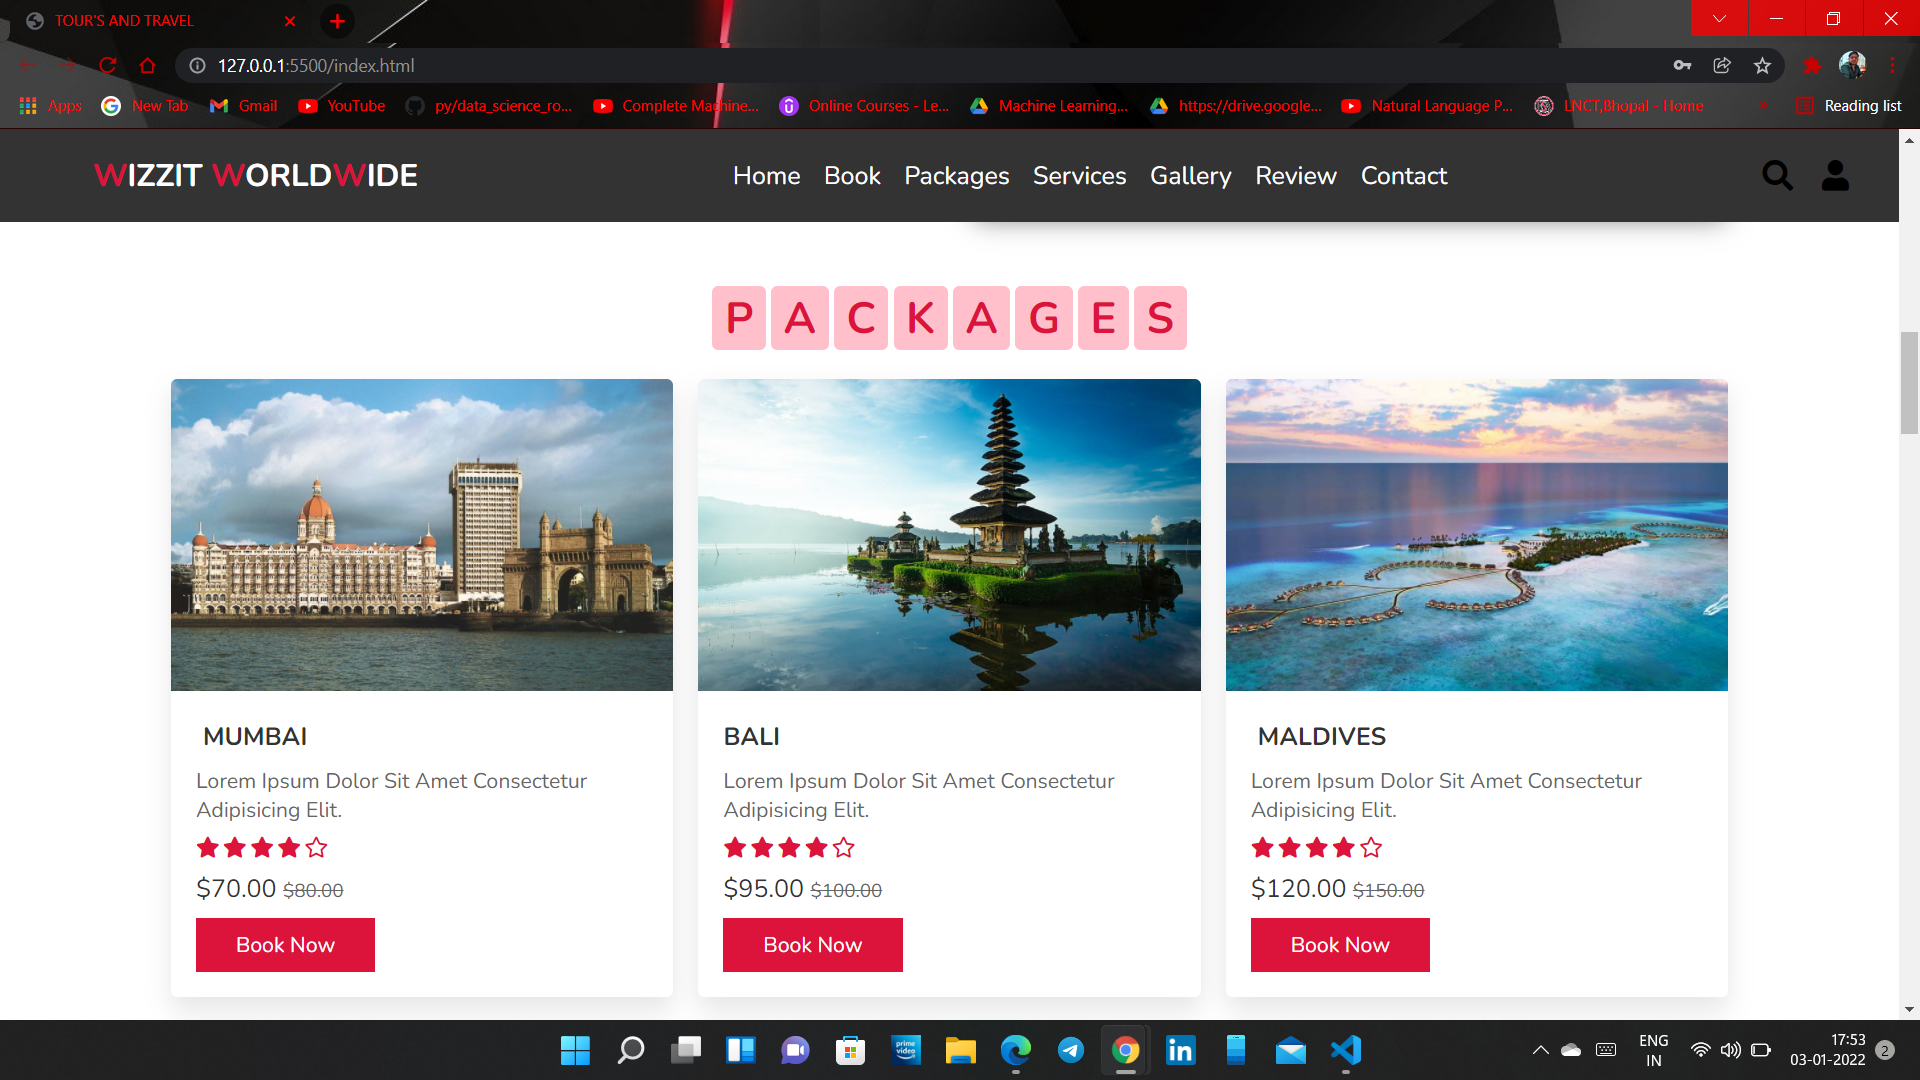 TOUR'S AND TRAVEL
127.0.0.1:5500/index.html
Apps New Tab Gmail YouTube py/data_science_ro... Complete Machine... Online Courses - Le... Machine Learning... https://drive.google... Natural Language P... LNCT,Bhopal - Home » Reading list
WIZZIT WORLDWIDE Home Book Packages Services Gallery Review Contact
PACKAGES
MUMBAI
Lorem Ipsum Dolor Sit Amet Consectetur
Adipisicing Elit.
$70.00 $80.00
Book Now
BALI
Lorem Ipsum Dolor Sit Amet Consectetur
Adipisicing Elit.
$95.00 $100.00
Book Now
MALDIVES
Lorem Ipsum Dolor Sit Amet Consectetur
Adipisicing Elit.
$120.00 $150.00
Book Now
prime
video
ENG
IN
17:53
03-01-2022
2